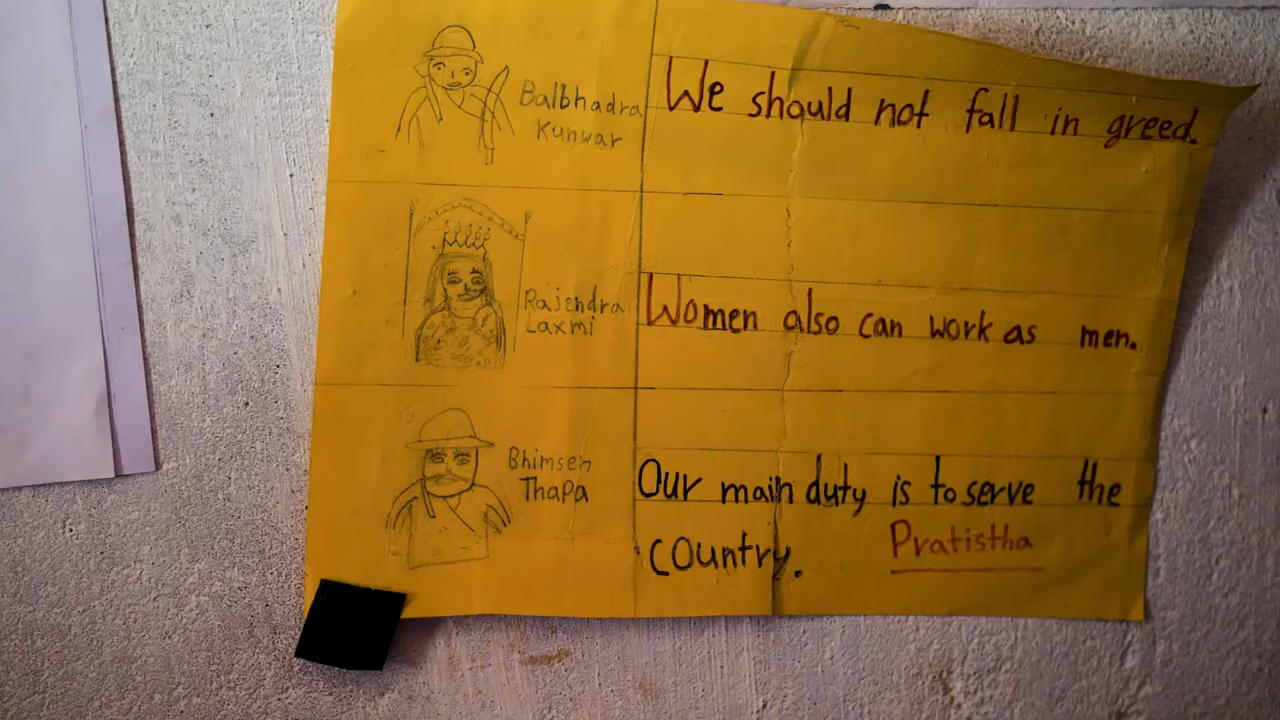 Balbhadra
Kunwar
We should not fall in greed.
Rajendra
Laxmi
Women also can work as men.
Bhimsen
Thapa
Our main duty is to serve the
country.
Pratistha